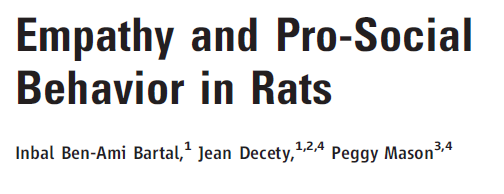 Empathy and Pro-Social
Behavior in Rats
Inbal Ben-Ami Bartal,¹ Jean Decety,¹,²,⁴ Peggy Mason³,⁴